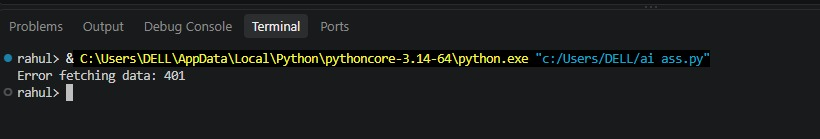 Problems Output Debug Console Terminal Ports
rahul> & C:\Users\DELL\AppData\Local\Python\pythoncore-3.14-64\python.exe "c:/Users/DELL/ai ass.py"
Error fetching data: 401
rahul>